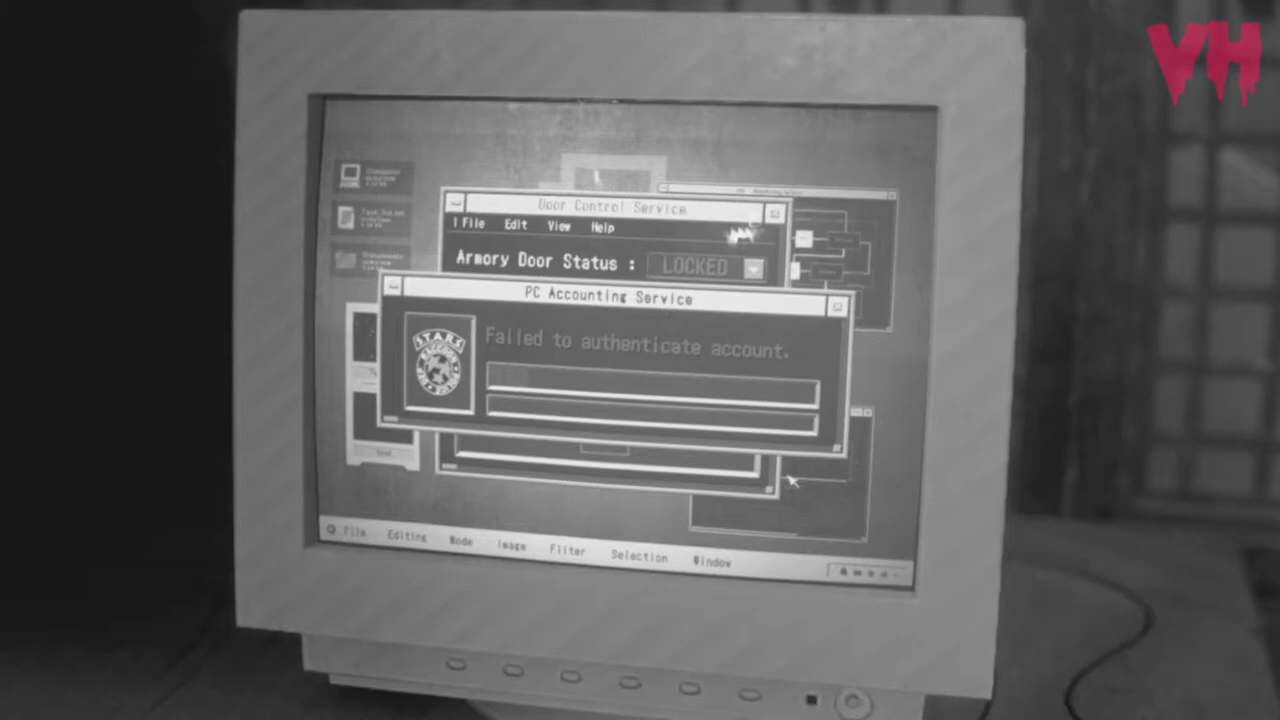 VH
Door Control Service
File Edit View Help
Armory Door Status : LOCKED
PC Accounting Service
S.T.A.R.S.
RACCOON
Failed to authenticate account.
File Editing Mode Image Filter Selection Window